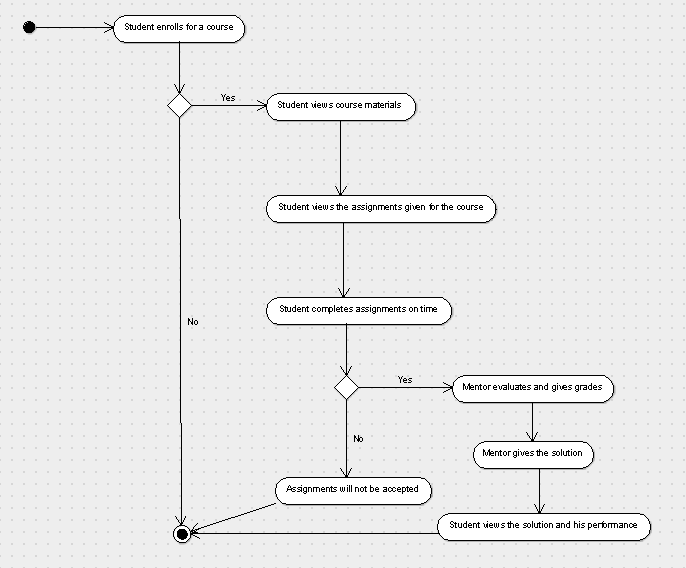 Student enrolls for a course
Yes
Student views course materials
Student views the assignments given for the course
No
Student completes assignments on time
Yes
Mentor evaluates and gives grades
No
Mentor gives the solution
Assignments will not be accepted
Student views the solution and his performance